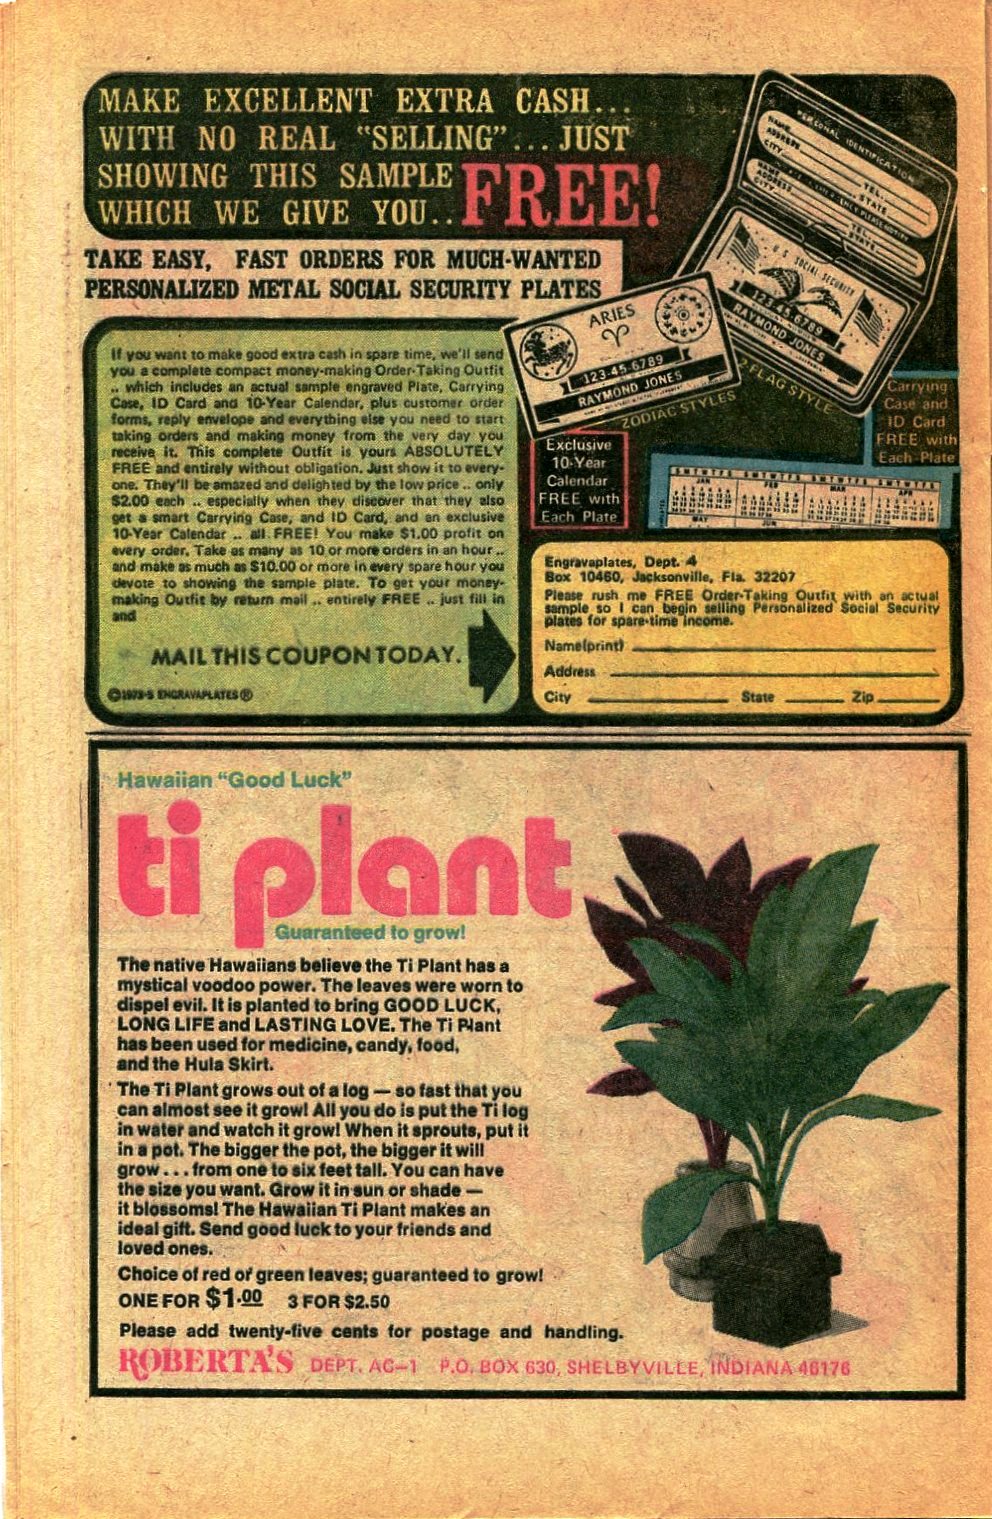 MAKE EXCELLENT EXTRA CASH...
WITH NO REAL "SELLING"... JUST
SHOWING THIS SAMPLE FREE!
WHICH WE GIVE YOU..
TAKE EASY, FAST ORDERS FOR MUCH-WANTED
PERSONALIZED METAL SOCIAL SECURITY PLATES
If you want to make good extra cash in spare time, we'll send
you a complete compact money-making Order-Taking Outfit
.. which includes an actual sample engraved Plate, Carrying
Case, ID Card and 10-Year Calendar, plus customer order
forms, reply envelope and everything else you need to start
taking orders and making money from the very day you
receive it. This complete Outfit is yours ABSOLUTELY
FREE and entirely without obligation. Just show it to every-
one. They'll be amazed and delighted by the low price .. only
$2.00 each .. especially when they discover that they also
get a smart Carrying Case, and ID Card, and an exclusive
10-Year Calendar .. all FREE! You make $1.00 profit on
every order. Take as many as 10 or more orders in an hour ..
and make as much as $10.00 or more in every spare hour you
devote to showing the sample plate. To get your money-
making Outfit by return mail .. entirely FREE .. just fill in
and
MAIL THIS COUPON TODAY.
©1973-S ENGRAVAPLATES®
PERSONAL IDENTIFICATION
NAME
ADDRESS
CITY
TEL.
STATE
NAME
ADDRESS
CITY
TEL.
STATE
U.S. SOCIAL SECURITY
123-45-6789
RAYMOND JONES
2-FLAG STYLE
ARIES
123-45-6789
RAYMOND JONES
ZODIAC STYLES
Carrying
Case and
ID Card
FREE with
Each Plate
Exclusive
10-Year
Calendar
FREE with
Each Plate
S M T W T F S S M T W T F S S M T W T F S S M T W T F S
JAN FEB MAR APR
MAY JUN
Engravaplates, Dept. 4
Box 10460, Jacksonville, Fla. 32207
Please rush me FREE Order-Taking Outfit with an actual
sample so I can begin selling Personalized Social Security
plates for spare-time income.
Name(print)
Address
City State Zip
Hawaiian "Good Luck"
ti plant
Guaranteed to grow!
The native Hawaiians believe the Ti Plant has a
mystical voodoo power. The leaves were worn to
dispel evil. It is planted to bring GOOD LUCK,
LONG LIFE and LASTING LOVE. The Ti Plant
has been used for medicine, candy, food,
and the Hula Skirt.
The Ti Plant grows out of a log — so fast that you
can almost see it grow! All you do is put the Ti log
in water and watch it grow! When it sprouts, put it
in a pot. The bigger the pot, the bigger it will
grow . . . from one to six feet tall. You can have
the size you want. Grow it in sun or shade —
it blossoms! The Hawaiian Ti Plant makes an
ideal gift. Send good luck to your friends and
loved ones.
Choice of red or green leaves; guaranteed to grow!
ONE FOR $1.00 3 FOR $2.50
Please add twenty-five cents for postage and handling.
ROBERTA'S DEPT. AC-1 P.O. BOX 630, SHELBYVILLE, INDIANA 46176